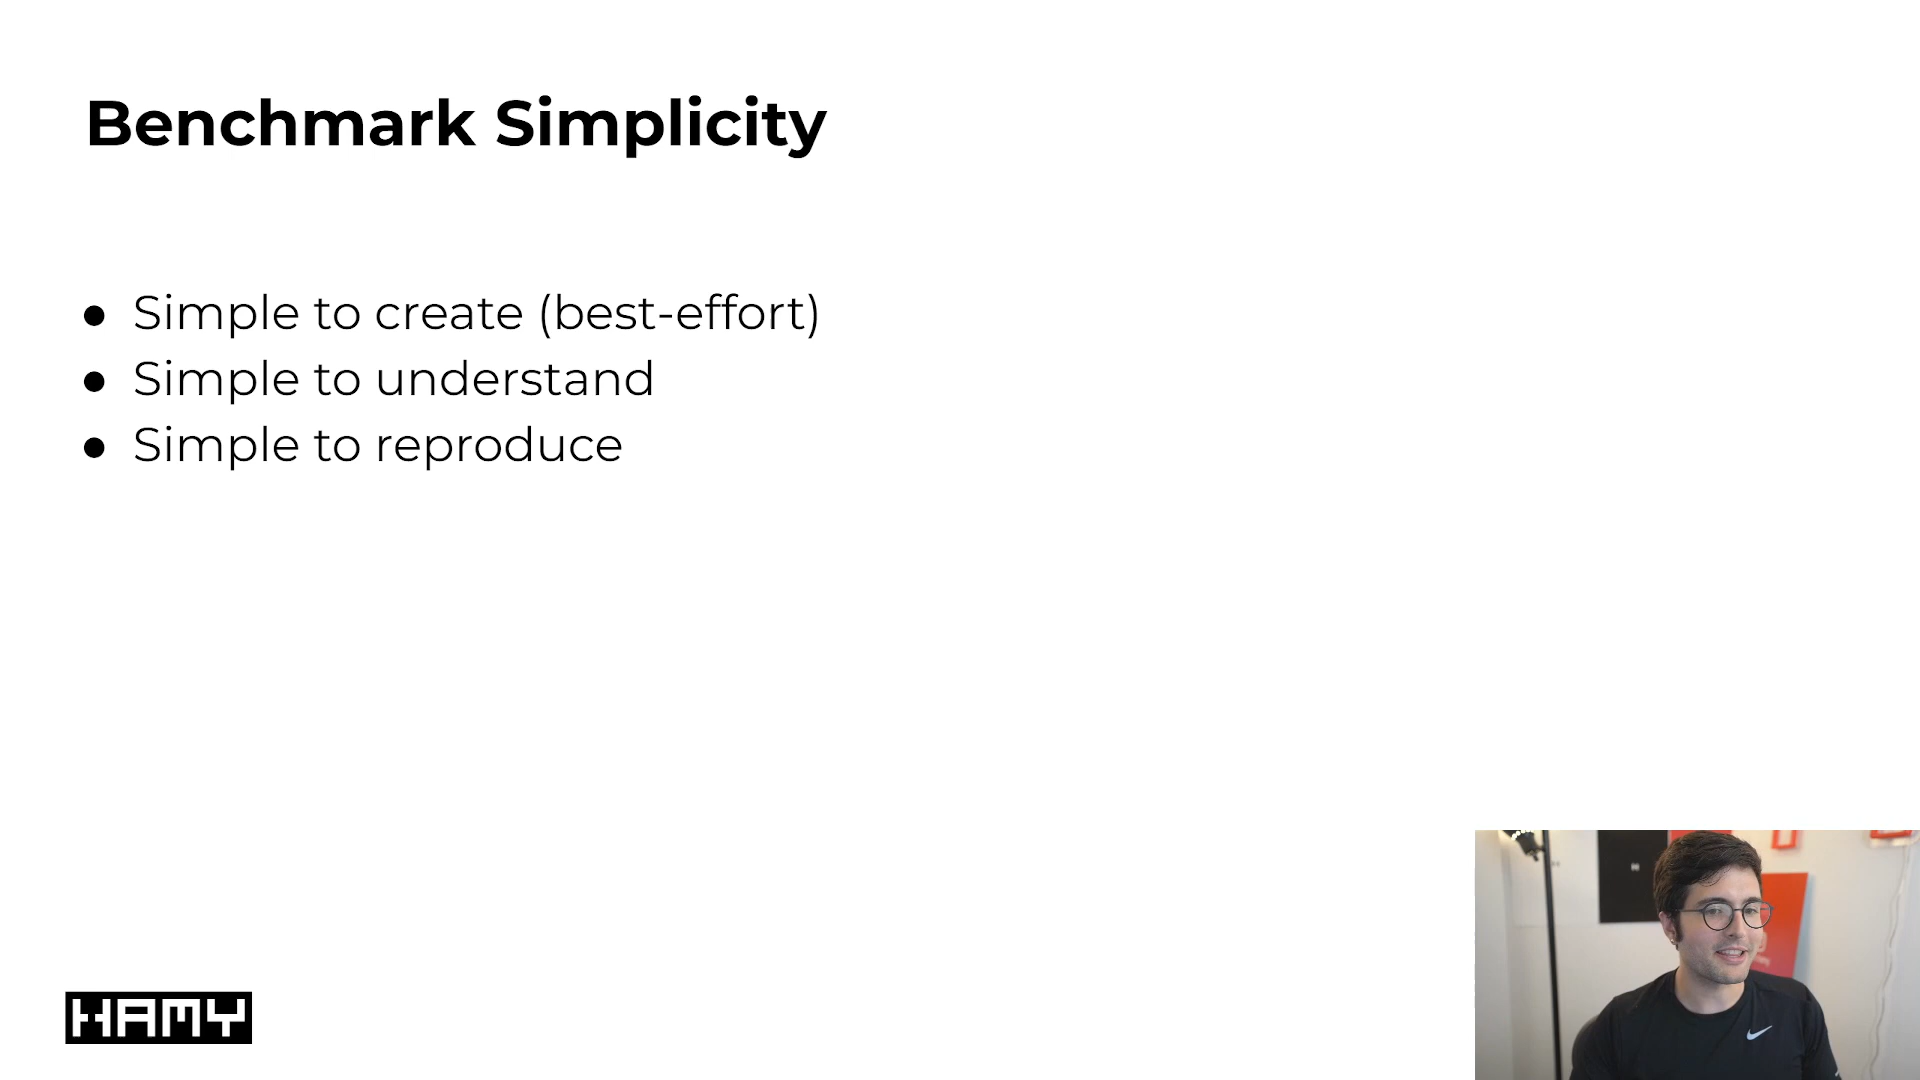 Benchmark Simplicity
● Simple to create (best-effort)
● Simple to understand
● Simple to reproduce
HAMY